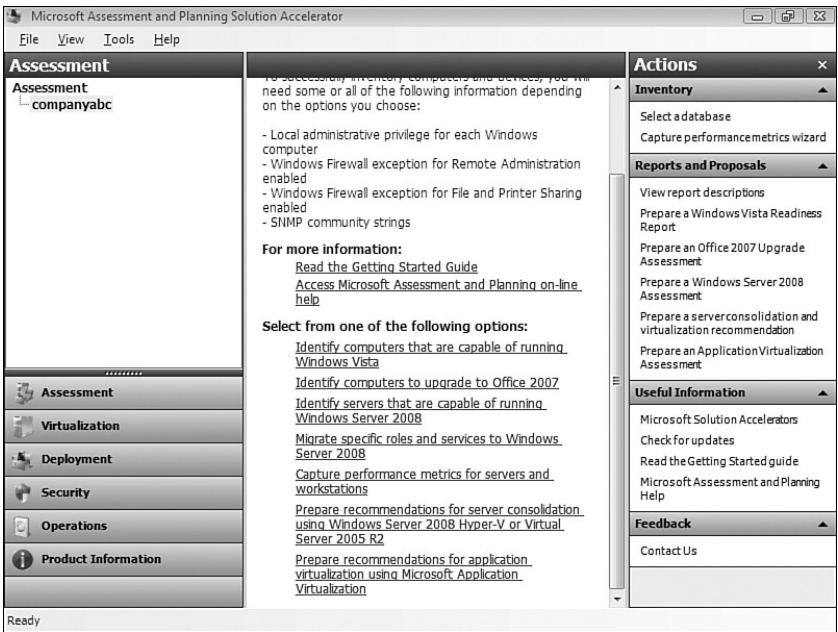 Microsoft Assessment and Planning Solution Accelerator
File View Tools Help
Assessment
Assessment
companyabc
Assessment
Virtualization
Deployment
Security
Operations
Product Information
To successfully inventory computers and devices, you will
need some or all of the following information depending
on the options you choose:
- Local administrative privilege for each Windows
computer
- Windows Firewall exception for Remote Administration
enabled
- Windows Firewall exception for File and Printer Sharing
enabled
- SNMP community strings
For more information:
Read the Getting Started Guide
Access Microsoft Assessment and Planning on-line
help
Select from one of the following options:
Identify computers that are capable of running
Windows Vista
Identify computers to upgrade to Office 2007
Identify servers that are capable of running
Windows Server 2008
Migrate specific roles and services to Windows
Server 2008
Capture performance metrics for servers and
workstations
Prepare recommendations for server consolidation
using Windows Server 2008 Hyper-V or Virtual
Server 2005 R2
Prepare recommendations for application
virtualization using Microsoft Application
Virtualization
Actions
Inventory
Select a database
Capture performance metrics wizard
Reports and Proposals
View report descriptions
Prepare a Windows Vista Readiness
Report
Prepare an Office 2007 Upgrade
Assessment
Prepare a Windows Server 2008
Assessment
Prepare a server consolidation and
virtualization recommendation
Prepare an Application Virtualization
Assessment
Useful Information
Microsoft Solution Accelerators
Check for updates
Read the Getting Started guide
Microsoft Assessment and Planning
Help
Feedback
Contact Us
Ready